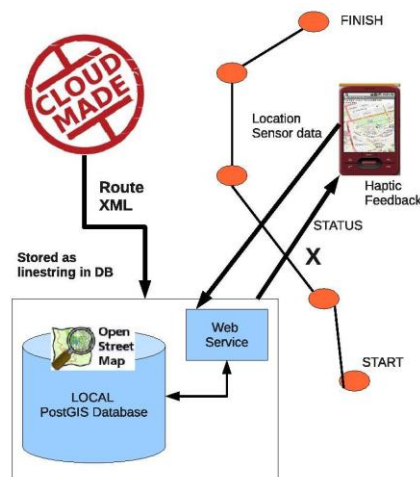 FINISH
CLOUD
MADE
Location
Sensor data
Route
XML
Haptic
Feedback
STATUS
X
Stored as
linestring in DB
Open
Street
Map
Web
Service
LOCAL
PostGIS Database
START